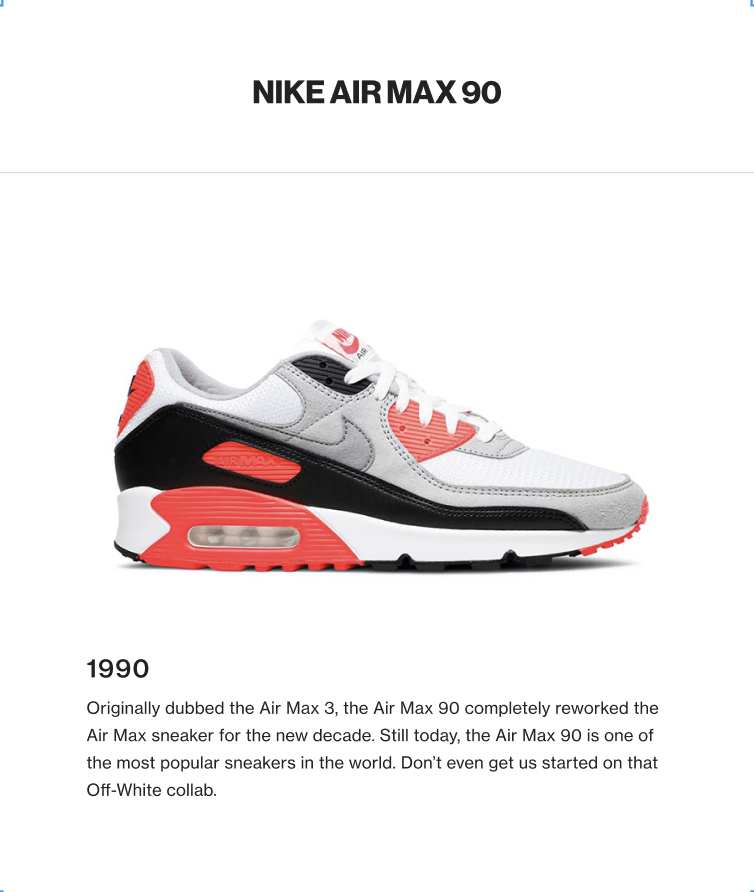 NIKE AIR MAX 90
AIR MAX
1990
Originally dubbed the Air Max 3, the Air Max 90 completely reworked the
Air Max sneaker for the new decade. Still today, the Air Max 90 is one of
the most popular sneakers in the world. Don’t even get us started on that
Off-White collab.